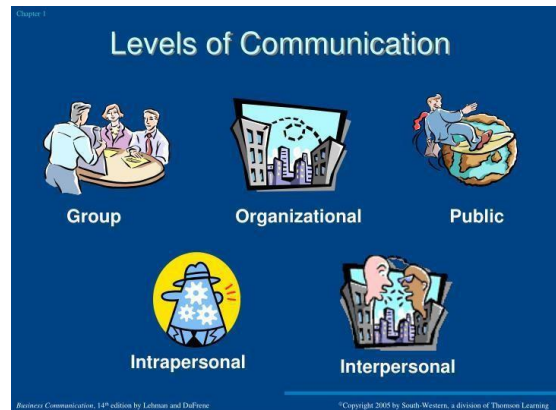 Chapter 1
Levels of Communication
Group
Organizational
Public
Intrapersonal
Interpersonal
Business Communication, 14th edition by Lehman and DuFrene
©Copyright 2005 by South-Western, a division of Thomson Learning